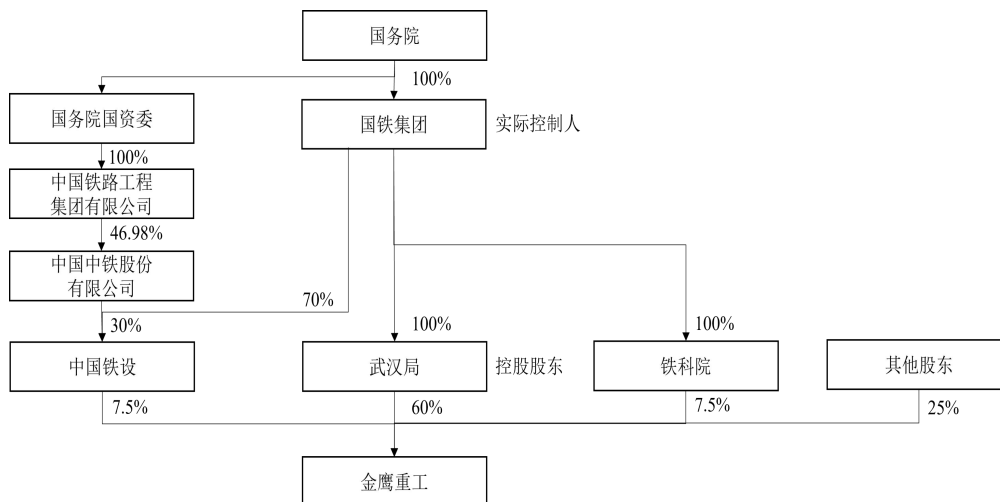 国务院
100%
国务院国资委
国铁集团
实际控制人
100%
中国铁路工程
集团有限公司
46.98%
中国中铁股份
有限公司
70%
30%
100%
100%
中国铁设
武汉局
控股股东
铁科院
其他股东
7.5%
60%
7.5%
25%
金鹰重工